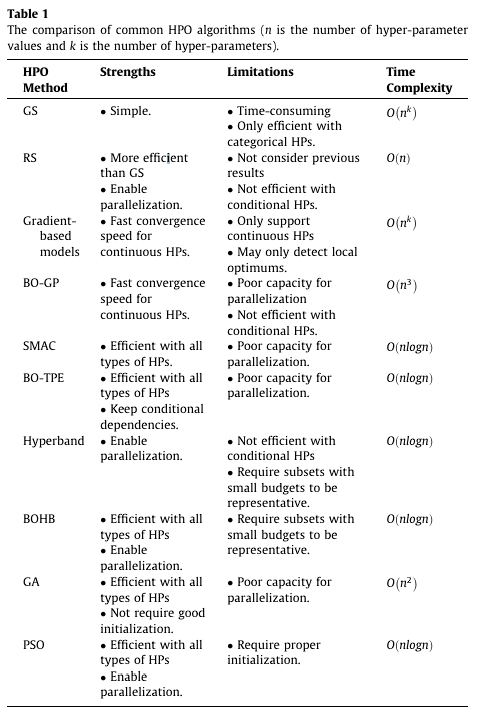 Table 1
The comparison of common HPO algorithms (n is the number of hyper-parameter
values and k is the number of hyper-parameters).
HPO Method Strengths Limitations Time Complexity
GS • Simple. • Time-consuming O(n^k)
• Only efficient with
categorical HPs.
RS • More efficient • Not consider previous O(n)
than GS results
• Enable • Not efficient with
parallelization. conditional HPs.
Gradient- • Fast convergence • Only support O(n^k)
based speed for continuous HPs
models continuous HPs. • May only detect local
optimums.
BO-GP • Fast convergence • Poor capacity for O(n^3)
speed for parallelization
continuous HPs. • Not efficient with
conditional HPs.
SMAC • Efficient with all • Poor capacity for O(nlogn)
types of HPs. parallelization.
BO-TPE • Efficient with all • Poor capacity for O(nlogn)
types of HPs parallelization.
• Keep conditional
dependencies.
Hyperband • Enable • Not efficient with O(nlogn)
parallelization. conditional HPs
• Require subsets with
small budgets to be
representative.
BOHB • Efficient with all • Require subsets with O(nlogn)
types of HPs small budgets to be
• Enable representative.
parallelization.
GA • Efficient with all • Poor capacity for O(n^2)
types of HPs parallelization.
• Not require good
initialization.
PSO • Efficient with all • Require proper O(nlogn)
types of HPs initialization.
• Enable
parallelization.